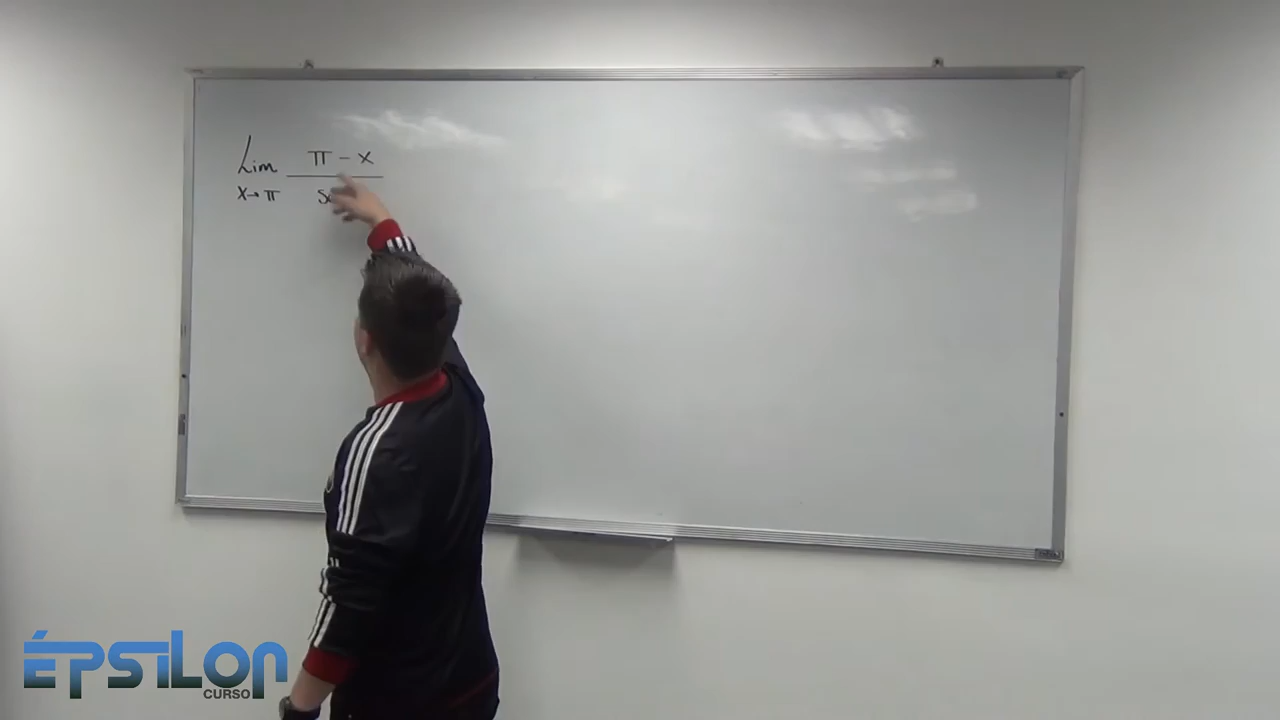 Lim π - x
x→π
ÉPSILON
CURSO